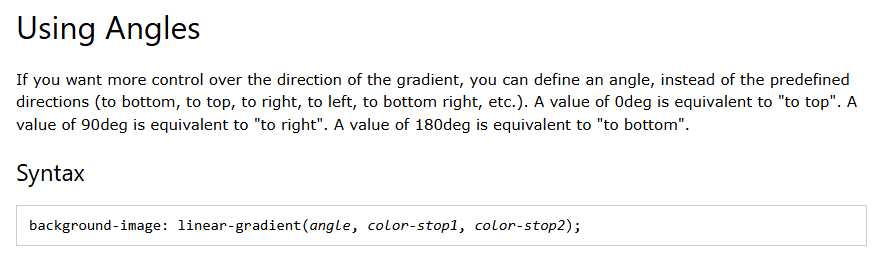 Using Angles
If you want more control over the direction of the gradient, you can define an angle, instead of the predefined
directions (to bottom, to top, to right, to left, to bottom right, etc.). A value of 0deg is equivalent to "to top". A
value of 90deg is equivalent to "to right". A value of 180deg is equivalent to "to bottom".
Syntax
background-image: linear-gradient(angle, color-stop1, color-stop2);